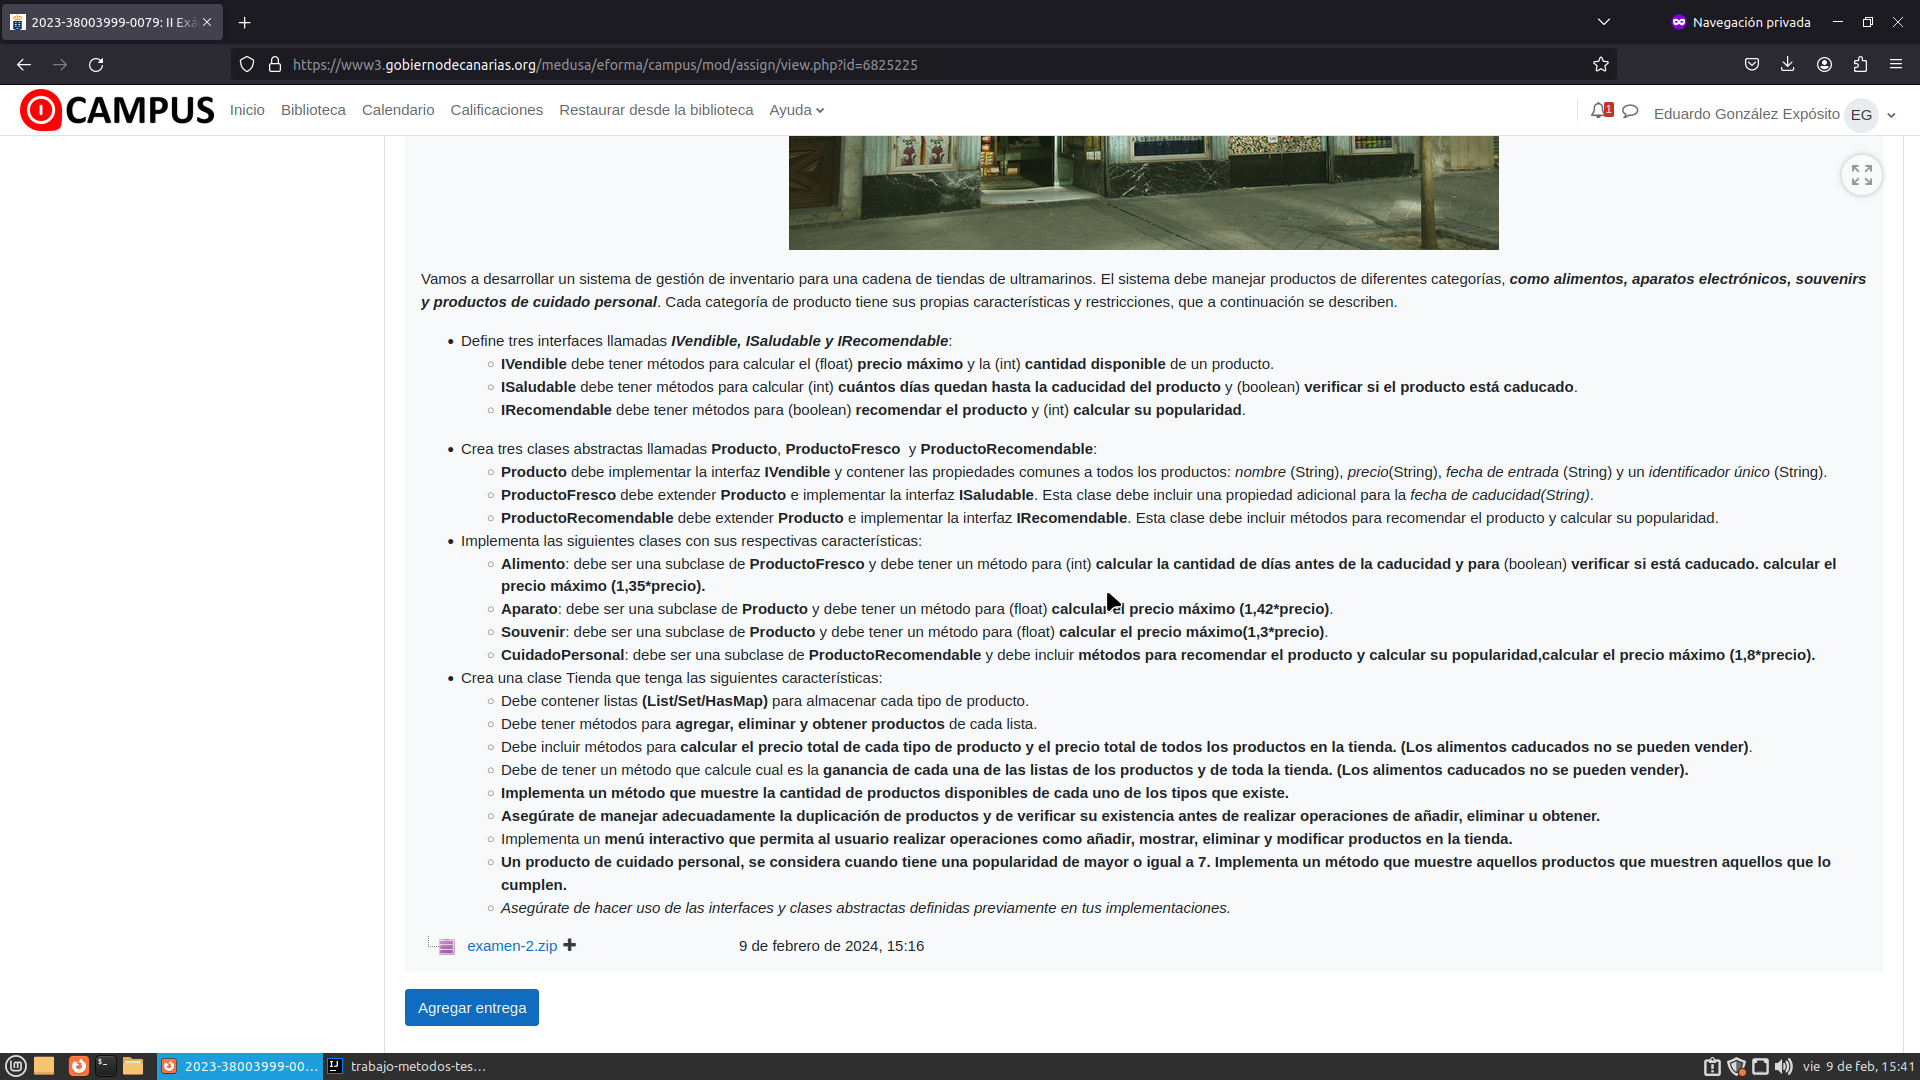 2023-38003999-0079: II Exá
Navegación privada
https://www3.gobiernodecanarias.org/medusa/eforma/campus/mod/assign/view.php?id=6825225
CAMPUS Inicio Biblioteca Calendario Calificaciones Restaurar desde la biblioteca Ayuda 1 Eduardo González Expósito EG
Vamos a desarrollar un sistema de gestión de inventario para una cadena de tiendas de ultramarinos. El sistema debe manejar productos de diferentes categorías, como alimentos, aparatos electrónicos, souvenirs
y productos de cuidado personal. Cada categoría de producto tiene sus propias características y restricciones, que a continuación se describen.
• Define tres interfaces llamadas IVendible, ISaludable y IRecomendable:
○ IVendible debe tener métodos para calcular el (float) precio máximo y la (int) cantidad disponible de un producto.
○ ISaludable debe tener métodos para calcular (int) cuántos días quedan hasta la caducidad del producto y (boolean) verificar si el producto está caducado.
○ IRecomendable debe tener métodos para (boolean) recomendar el producto y (int) calcular su popularidad.
• Crea tres clases abstractas llamadas Producto, ProductoFresco y ProductoRecomendable:
○ Producto debe implementar la interfaz IVendible y contener las propiedades comunes a todos los productos: nombre (String), precio(String), fecha de entrada (String) y un identificador único (String).
○ ProductoFresco debe extender Producto e implementar la interfaz ISaludable. Esta clase debe incluir una propiedad adicional para la fecha de caducidad(String).
○ ProductoRecomendable debe extender Producto e implementar la interfaz IRecomendable. Esta clase debe incluir métodos para recomendar el producto y calcular su popularidad.
• Implementa las siguientes clases con sus respectivas características:
○ Alimento: debe ser una subclase de ProductoFresco y debe tener un método para (int) calcular la cantidad de días antes de la caducidad y para (boolean) verificar si está caducado. calcular el
precio máximo (1,35*precio).
○ Aparato: debe ser una subclase de Producto y debe tener un método para (float) calcular el precio máximo (1,42*precio).
○ Souvenir: debe ser una subclase de Producto y debe tener un método para (float) calcular el precio máximo(1,3*precio).
○ CuidadoPersonal: debe ser una subclase de ProductoRecomendable y debe incluir métodos para recomendar el producto y calcular su popularidad,calcular el precio máximo (1,8*precio).
• Crea una clase Tienda que tenga las siguientes características:
○ Debe contener listas (List/Set/HasMap) para almacenar cada tipo de producto.
○ Debe tener métodos para agregar, eliminar y obtener productos de cada lista.
○ Debe incluir métodos para calcular el precio total de cada tipo de producto y el precio total de todos los productos en la tienda. (Los alimentos caducados no se pueden vender).
○ Debe de tener un método que calcule cual es la ganancia de cada una de las listas de los productos y de toda la tienda. (Los alimentos caducados no se pueden vender).
○ Implementa un método que muestre la cantidad de productos disponibles de cada uno de los tipos que existe.
○ Asegúrate de manejar adecuadamente la duplicación de productos y de verificar su existencia antes de realizar operaciones de añadir, eliminar u obtener.
○ Implementa un menú interactivo que permita al usuario realizar operaciones como añadir, mostrar, eliminar y modificar productos en la tienda.
○ Un producto de cuidado personal, se considera cuando tiene una popularidad de mayor o igual a 7. Implementa un método que muestre aquellos productos que muestren aquellos que lo
cumplen.
○ Asegúrate de hacer uso de las interfaces y clases abstractas definidas previamente en tus implementaciones.
examen-2.zip 9 de febrero de 2024, 15:16
Agregar entrega
2023-38003999-00... trabajo-metodos-tes... vie 9 de feb, 15:41